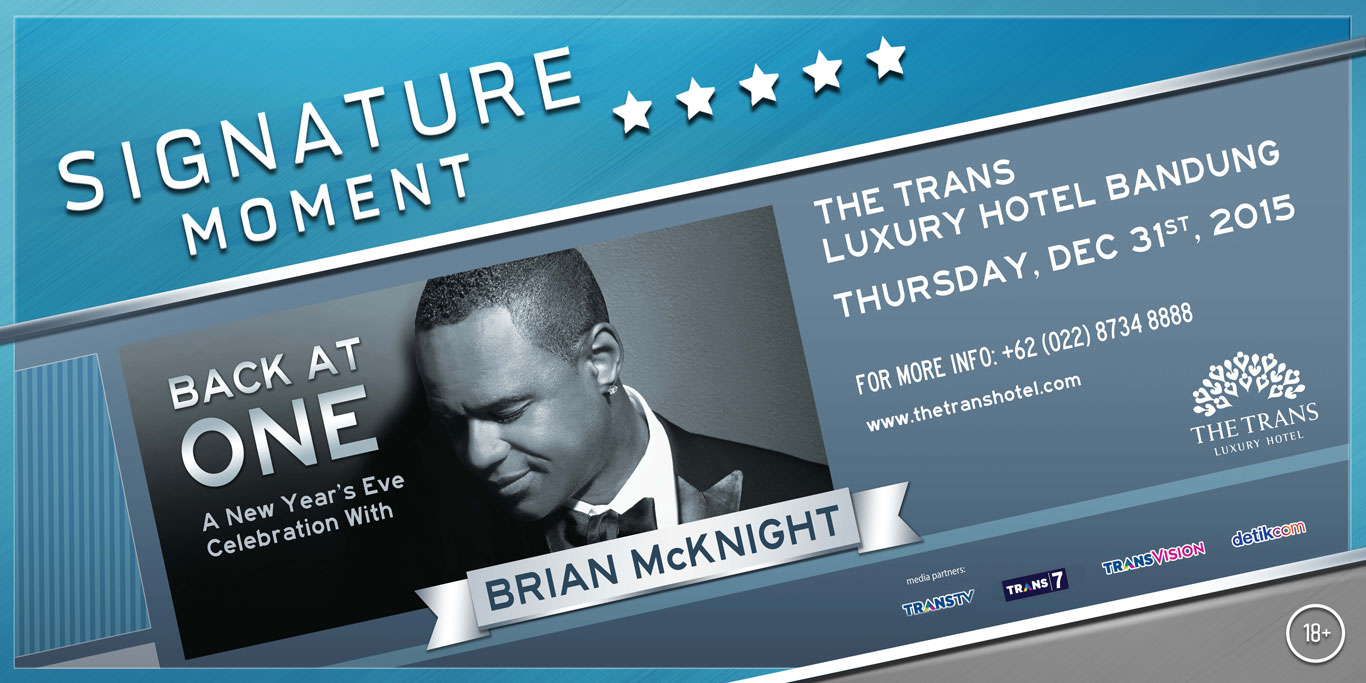 SIGNATURE
MOMENT
THE TRANS
LUXURY HOTEL BANDUNG
THURSDAY, DEC 31ST, 2015
FOR MORE INFO: +62 (022) 8734 8888
www.thetranshotel.com
THE TRANS
LUXURY HOTEL
BACK AT
ONE
A New Year's Eve
Celebration With
BRIAN McKNIGHT
media partners:
TRANSTV
TRANS|7
TRANSVISION
detikcom
18+